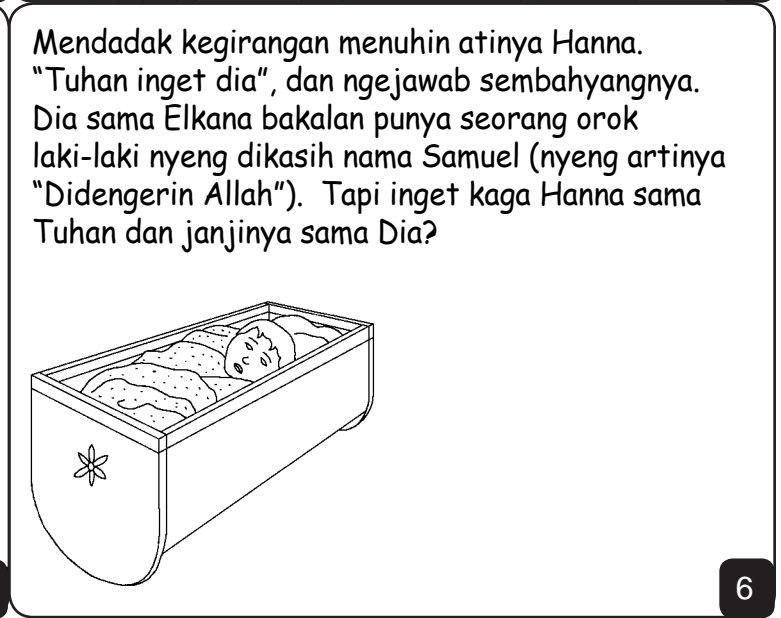 Mendadak kegirangan menuhin atinya Hanna.
“Tuhan inget dia”, dan ngejawab sembahyangnya.
Dia sama Elkana bakalan punya seorang orok
laki-laki nyeng dikasih nama Samuel (nyeng artinya
“Didengerin Allah”). Tapi inget kaga Hanna sama
Tuhan dan janjinya sama Dia?
6